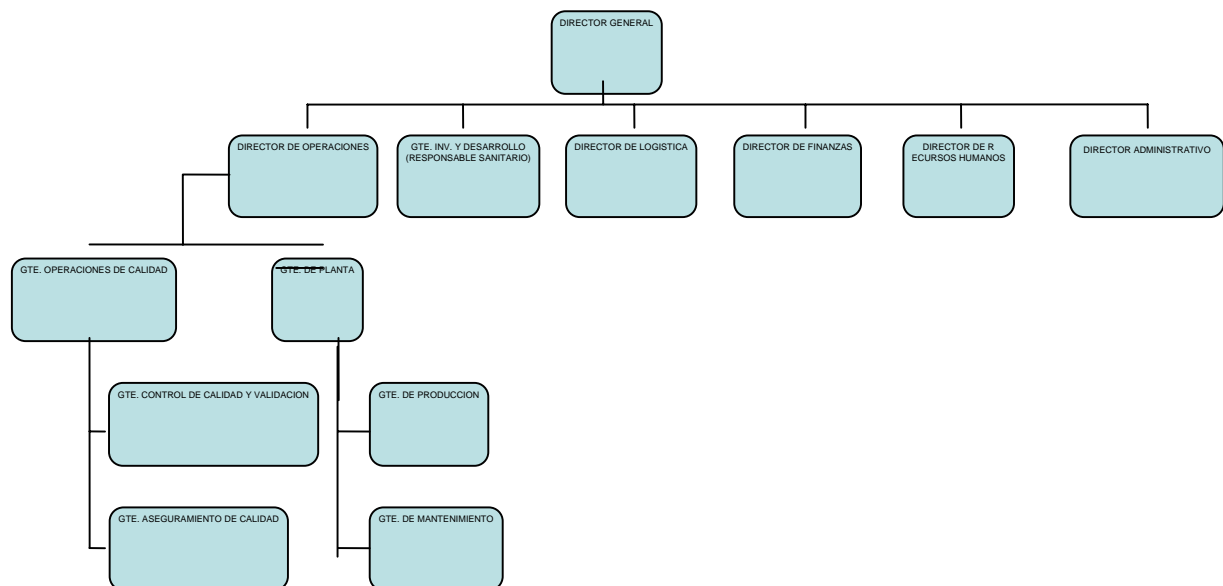 DIRECTOR GENERAL
DIRECTOR DE OPERACIONES
GTE. INV. Y DESARROLLO
(RESPONSABLE SANITARIO)
DIRECTOR DE LOGISTICA
DIRECTOR DE FINANZAS
DIRECTOR DE R
ECURSOS HUMANOS
DIRECTOR ADMINISTRATIVO
GTE. OPERACIONES DE CALIDAD
GTE. DE PLANTA
GTE. CONTROL DE CALIDAD Y VALIDACION
GTE. DE PRODUCCION
GTE. ASEGURAMIENTO DE CALIDAD
GTE. DE MANTENIMIENTO